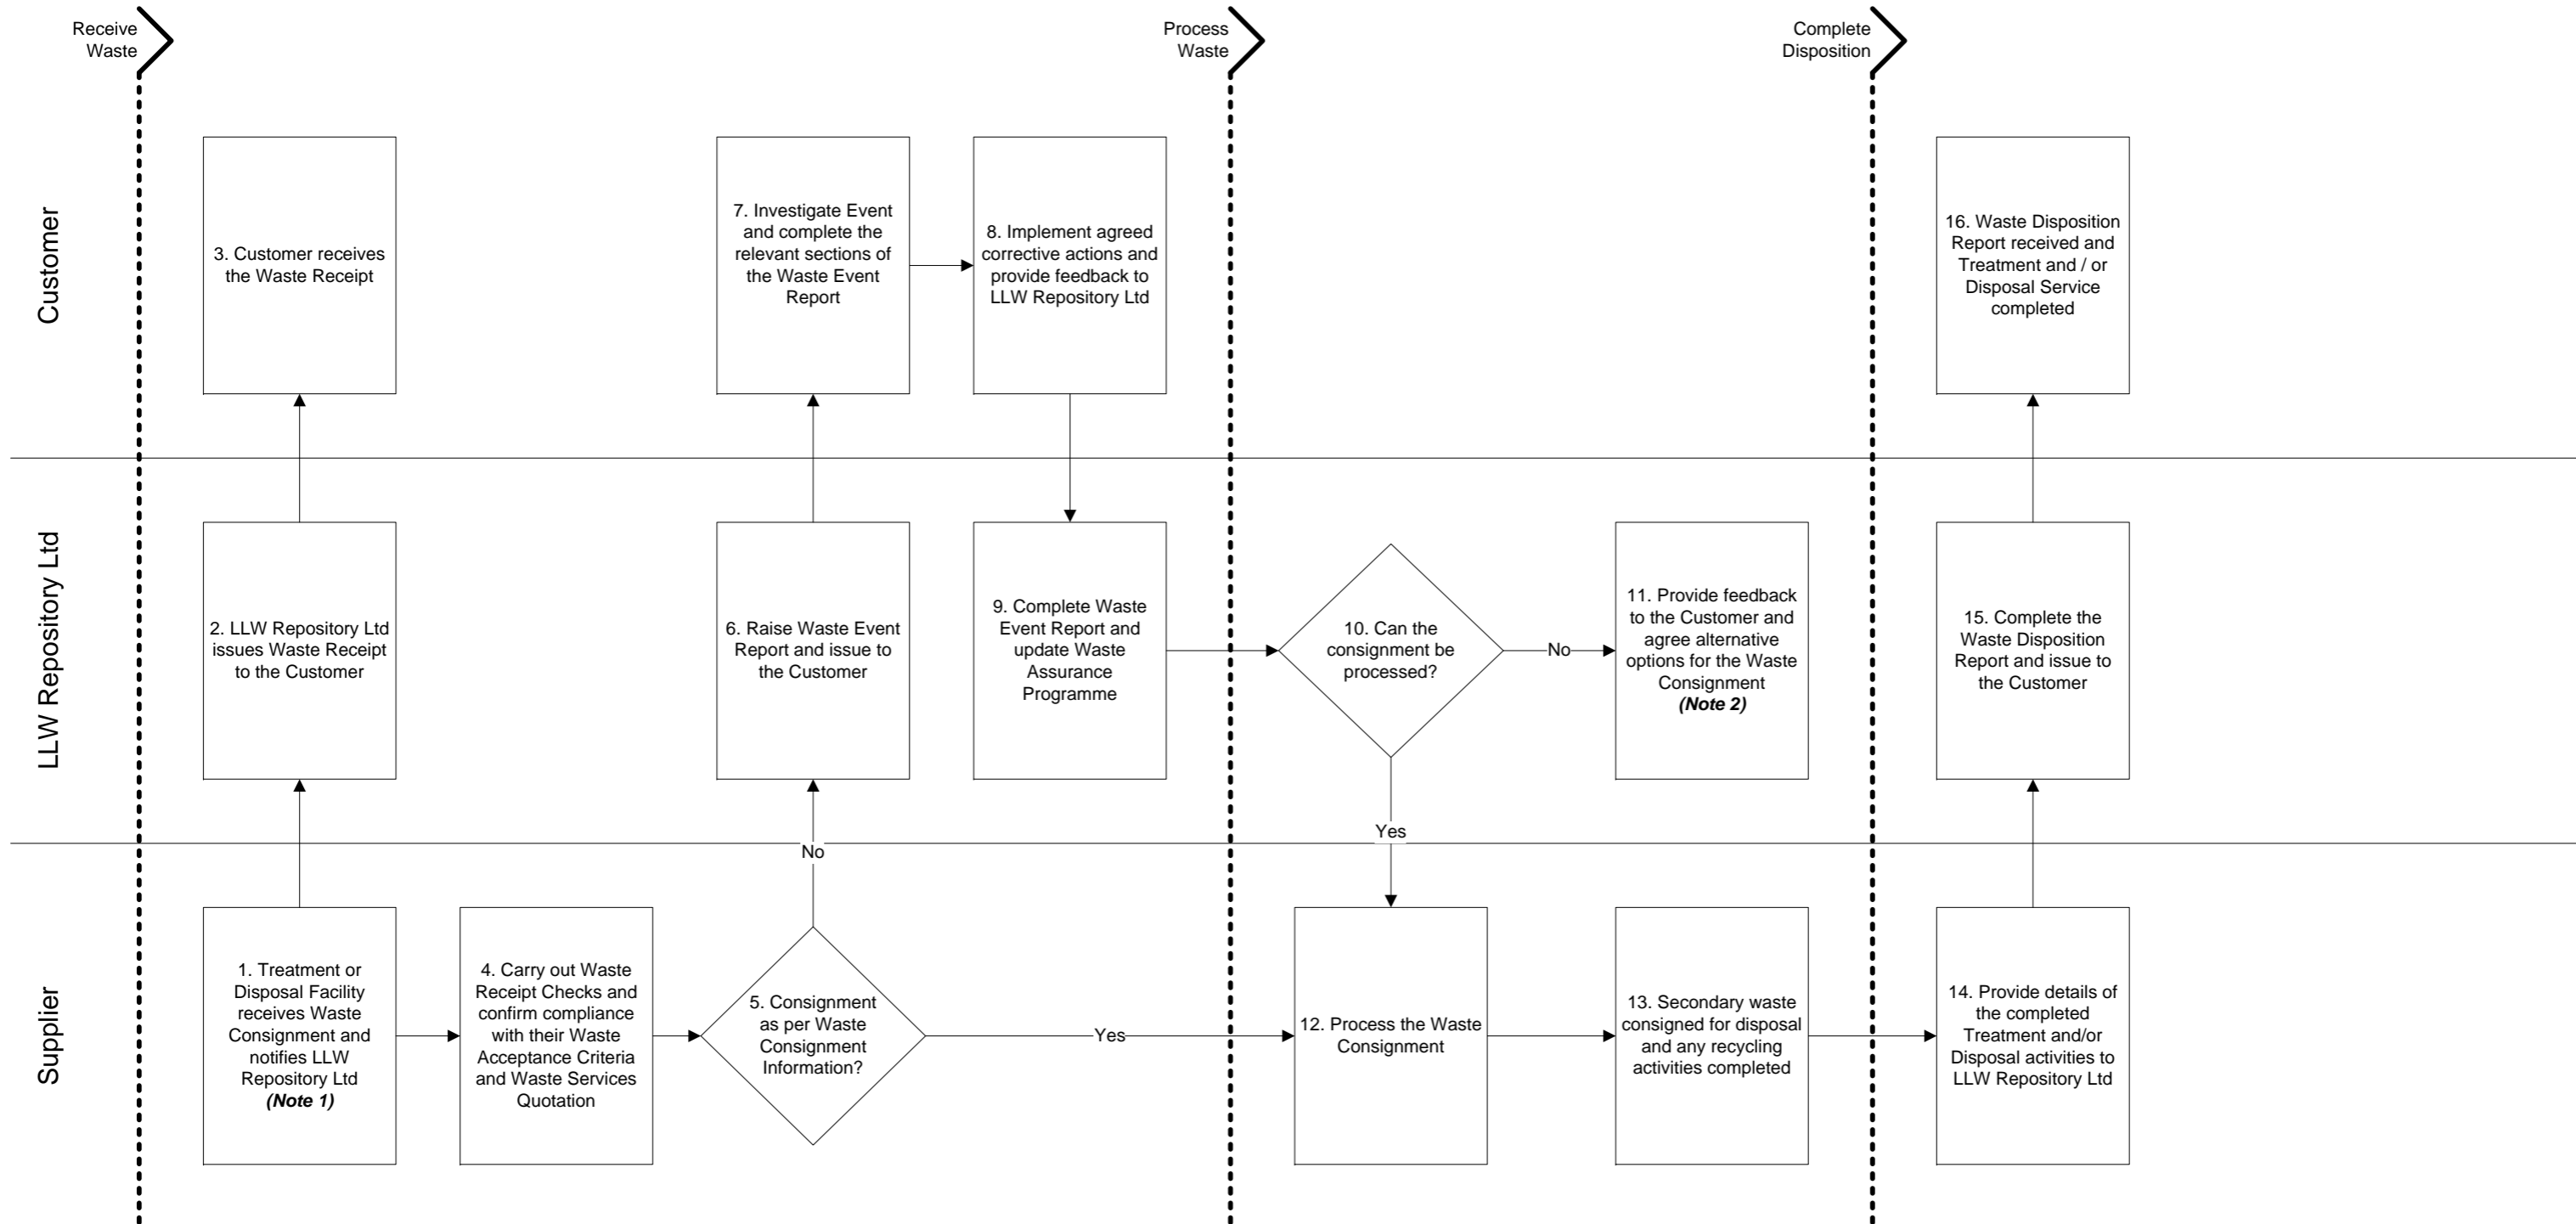 Receive
Waste
Process
Waste
Complete
Disposition
Customer
3. Customer receives
the Waste Receipt
7. Investigate Event
and complete the
relevant sections of
the Waste Event
Report
8. Implement agreed
corrective actions and
provide feedback to
LLW Repository Ltd
16. Waste Disposition
Report received and
Treatment and / or
Disposal Service
completed
LLW Repository Ltd
2. LLW Repository Ltd
issues Waste Receipt
to the Customer
6. Raise Waste Event
Report and issue to
the Customer
9. Complete Waste
Event Report and
update Waste
Assurance
Programme
10. Can the
consignment be
processed?
No
11. Provide feedback
to the Customer and
agree alternative
options for the Waste
Consignment
(Note 2)
15. Complete the
Waste Disposition
Report and issue to
the Customer
Yes
No
Supplier
1. Treatment or
Disposal Facility
receives Waste
Consignment and
notifies LLW
Repository Ltd
(Note 1)
4. Carry out Waste
Receipt Checks and
confirm compliance
with their Waste
Acceptance Criteria
and Waste Services
Quotation
5. Consignment
as per Waste
Consignment
Information?
Yes
12. Process the Waste
Consignment
13. Secondary waste
consigned for disposal
and any recycling
activities completed
14. Provide details of
the completed
Treatment and/or
Disposal activities to
LLW Repository Ltd